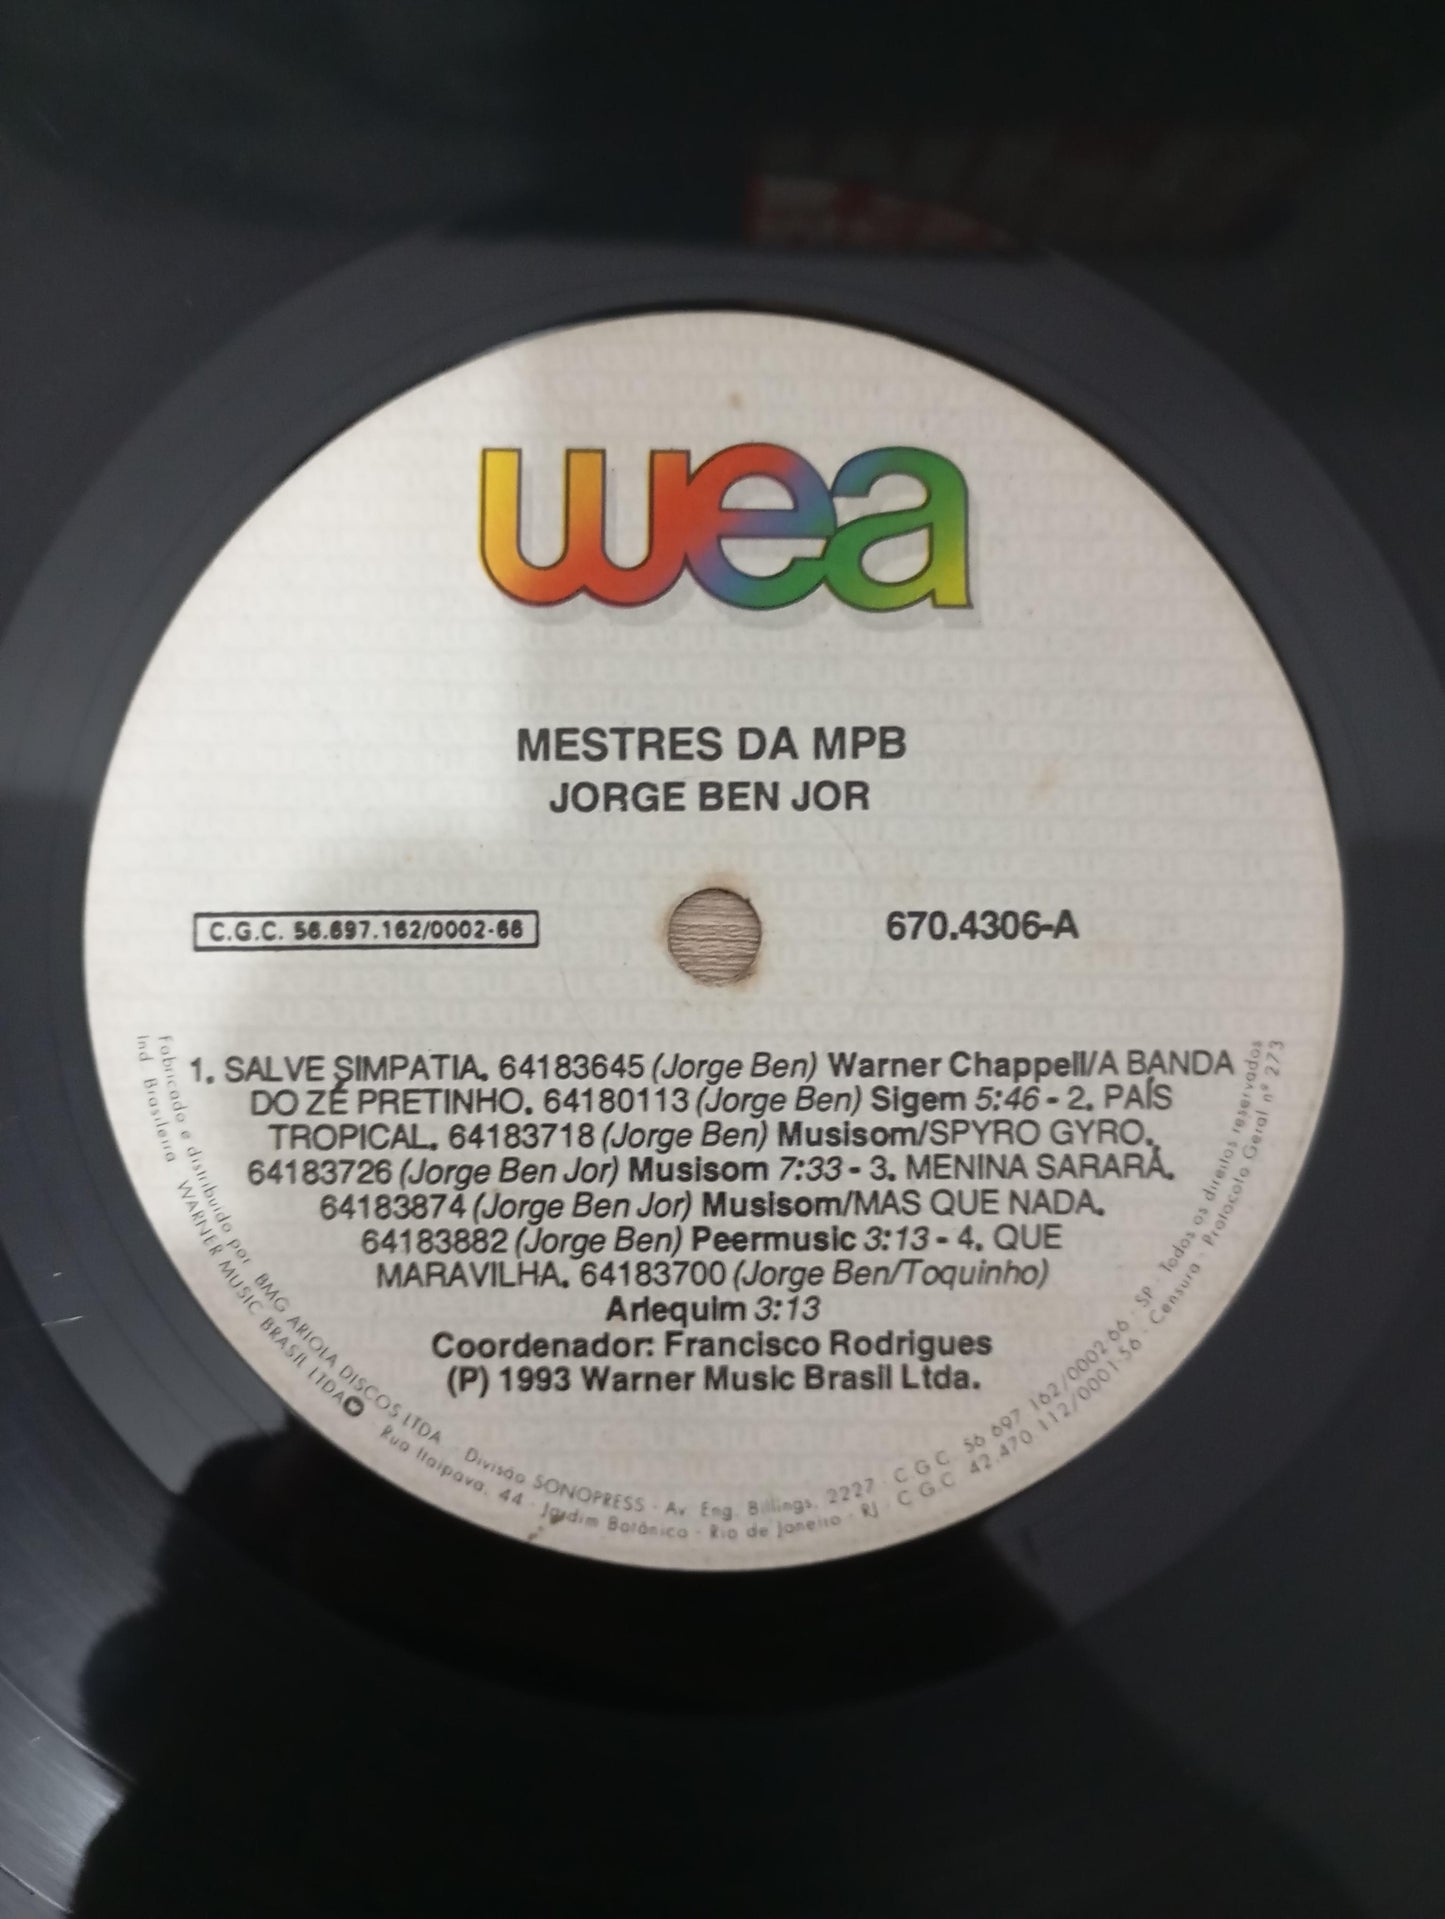 wea
MESTRES DA MPB
JORGE BEN JOR
C.G.C. 56.697.162/0002-66
670.4306-A
1. SALVE SIMPATIA. 64183645 (Jorge Ben) Warner Chappell/A BANDA
DO ZÉ PRETINHO. 64180113 (Jorge Ben) Sigem 5:46 - 2. PAÍS
TROPICAL. 64183718 (Jorge Ben) Musisom/SPYRO GYRO.
64183726 (Jorge Ben Jor) Musisom 7:33 - 3. MENINA SARARÁ.
64183874 (Jorge Ben Jor) Musisom/MAS QUE NADA.
64183882 (Jorge Ben) Peermusic 3:13 - 4. QUE
MARAVILHA. 64183700 (Jorge Ben/Toquinho)
Arlequim 3:13
Coordenador: Francisco Rodrigues
(P) 1993 Warner Music Brasil Ltda.
Fabricado e distribuído por BMG ARIOLA DISCOS LTDA - Divisão SONOPRESS - Av. Eng. Billings, 2227 - C G C 56 697 162/0002 66 - SP - Todos os direitos reservados
Ind Brasileira WARNER MUSIC BRASIL LTDA - Rua Itaipava, 44 - Jardim Botânico - Rio de Janeiro - RJ - C G C 42.470 112/0001-56 - Censura - Protocolo Geral nº 273